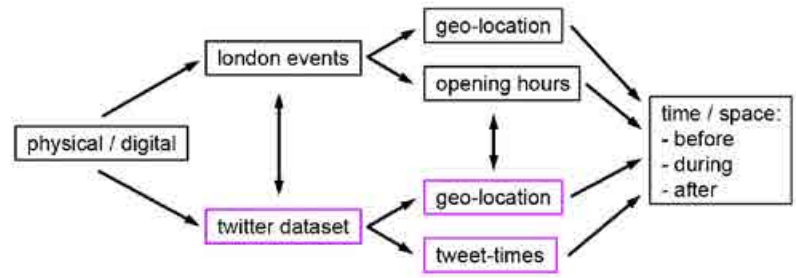 geo-location
london events
opening hours
time / space:
- before
- during
- after
physical / digital
geo-location
twitter dataset
tweet-times